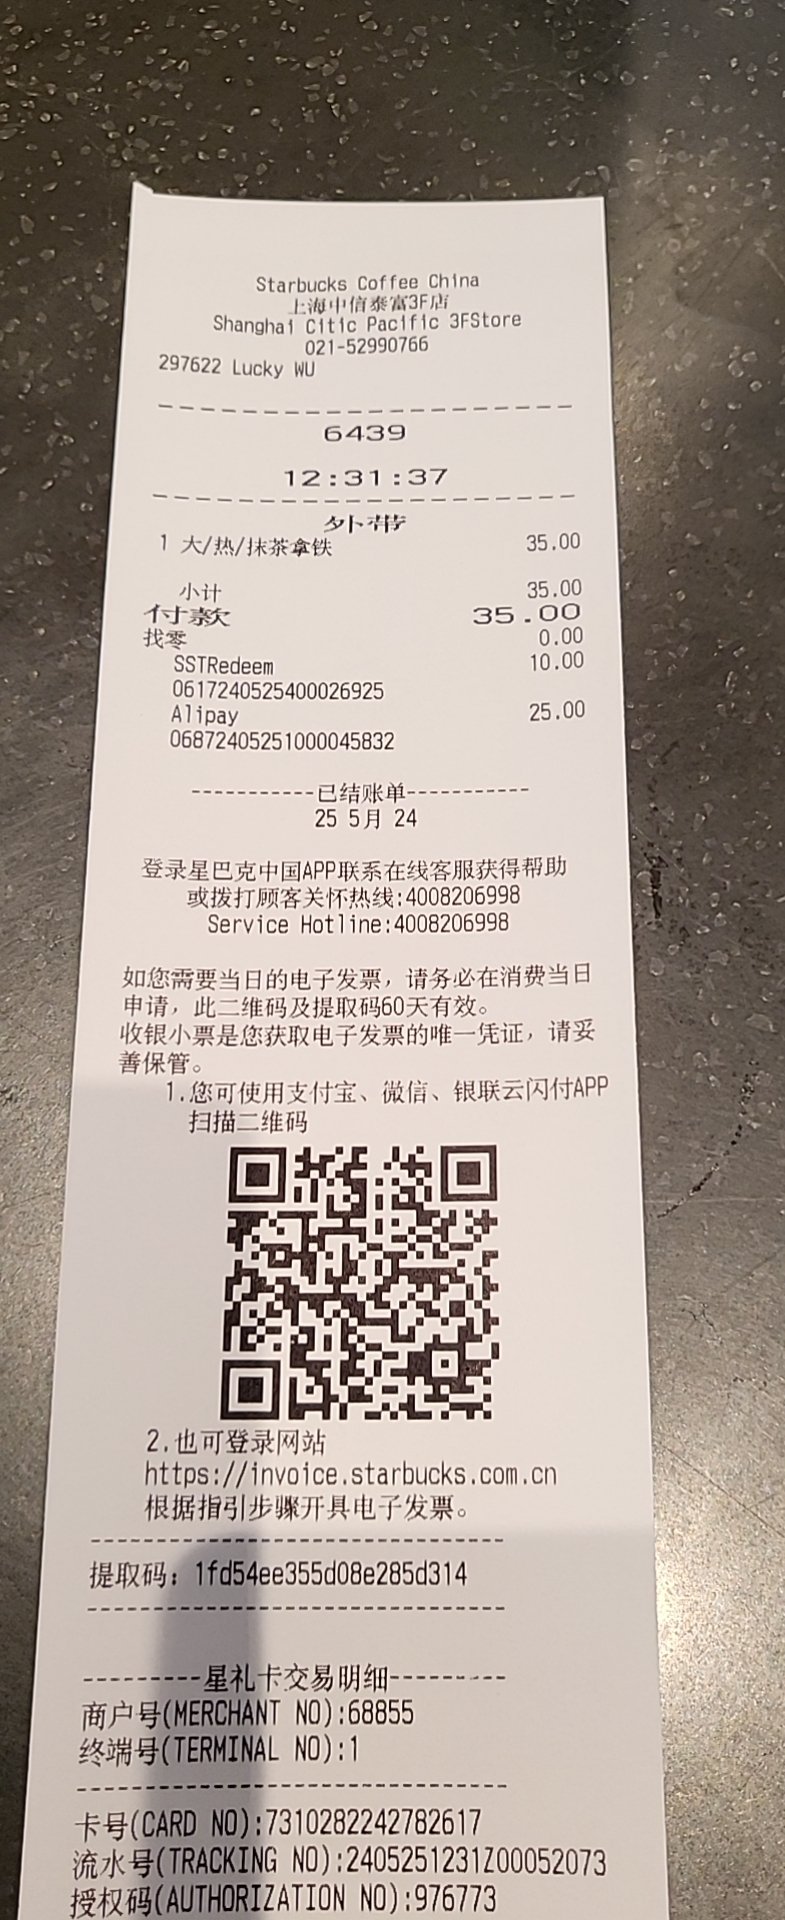 Starbucks Coffee China
上海中信泰富3F店
Shanghai Citic Pacific 3FStore
021-52990766
297622 Lucky WU
6439
12:31:37
外带
1 大/热/抹茶拿铁 35.00
小计 35.00
付款 35.00
找零 0.00
SSTRedeem 10.00
0617240525400026925
Alipay 25.00
06872405251000045832
-----------已结账单-----------
25 5月 24
登录星巴克中国APP联系在线客服获得帮助
或拨打顾客关怀热线:4008206998
Service Hotline:4008206998
如您需要当日的电子发票，请务必在消费当日
申请，此二维码及提取码60天有效。
收银小票是您获取电子发票的唯一凭证，请妥
善保管。
1.您可使用支付宝、微信、银联云闪付APP
扫描二维码
2.也可登录网站
https://invoice.starbucks.com.cn
根据指引步骤开具电子发票。
提取码：1fd54ee355d08e285d314
---------星礼卡交易明细---------
商户号(MERCHANT NO):68855
终端号(TERMINAL NO):1
卡号(CARD NO):7310282242782617
流水号(TRACKING NO):2405251231Z00052073
授权码(AUTHORIZATION NO):976773